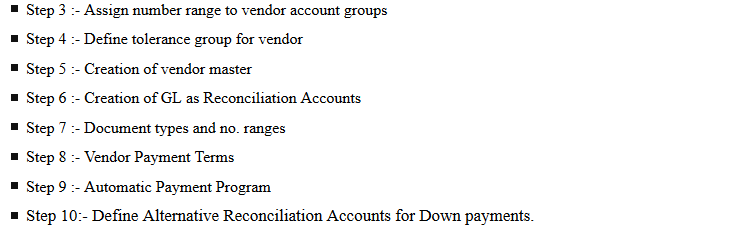 ▪ Step 3 :- Assign number range to vendor account groups
▪ Step 4 :- Define tolerance group for vendor
▪ Step 5 :- Creation of vendor master
▪ Step 6 :- Creation of GL as Reconciliation Accounts
▪ Step 7 :- Document types and no. ranges
▪ Step 8 :- Vendor Payment Terms
▪ Step 9 :- Automatic Payment Program
▪ Step 10:- Define Alternative Reconciliation Accounts for Down payments.